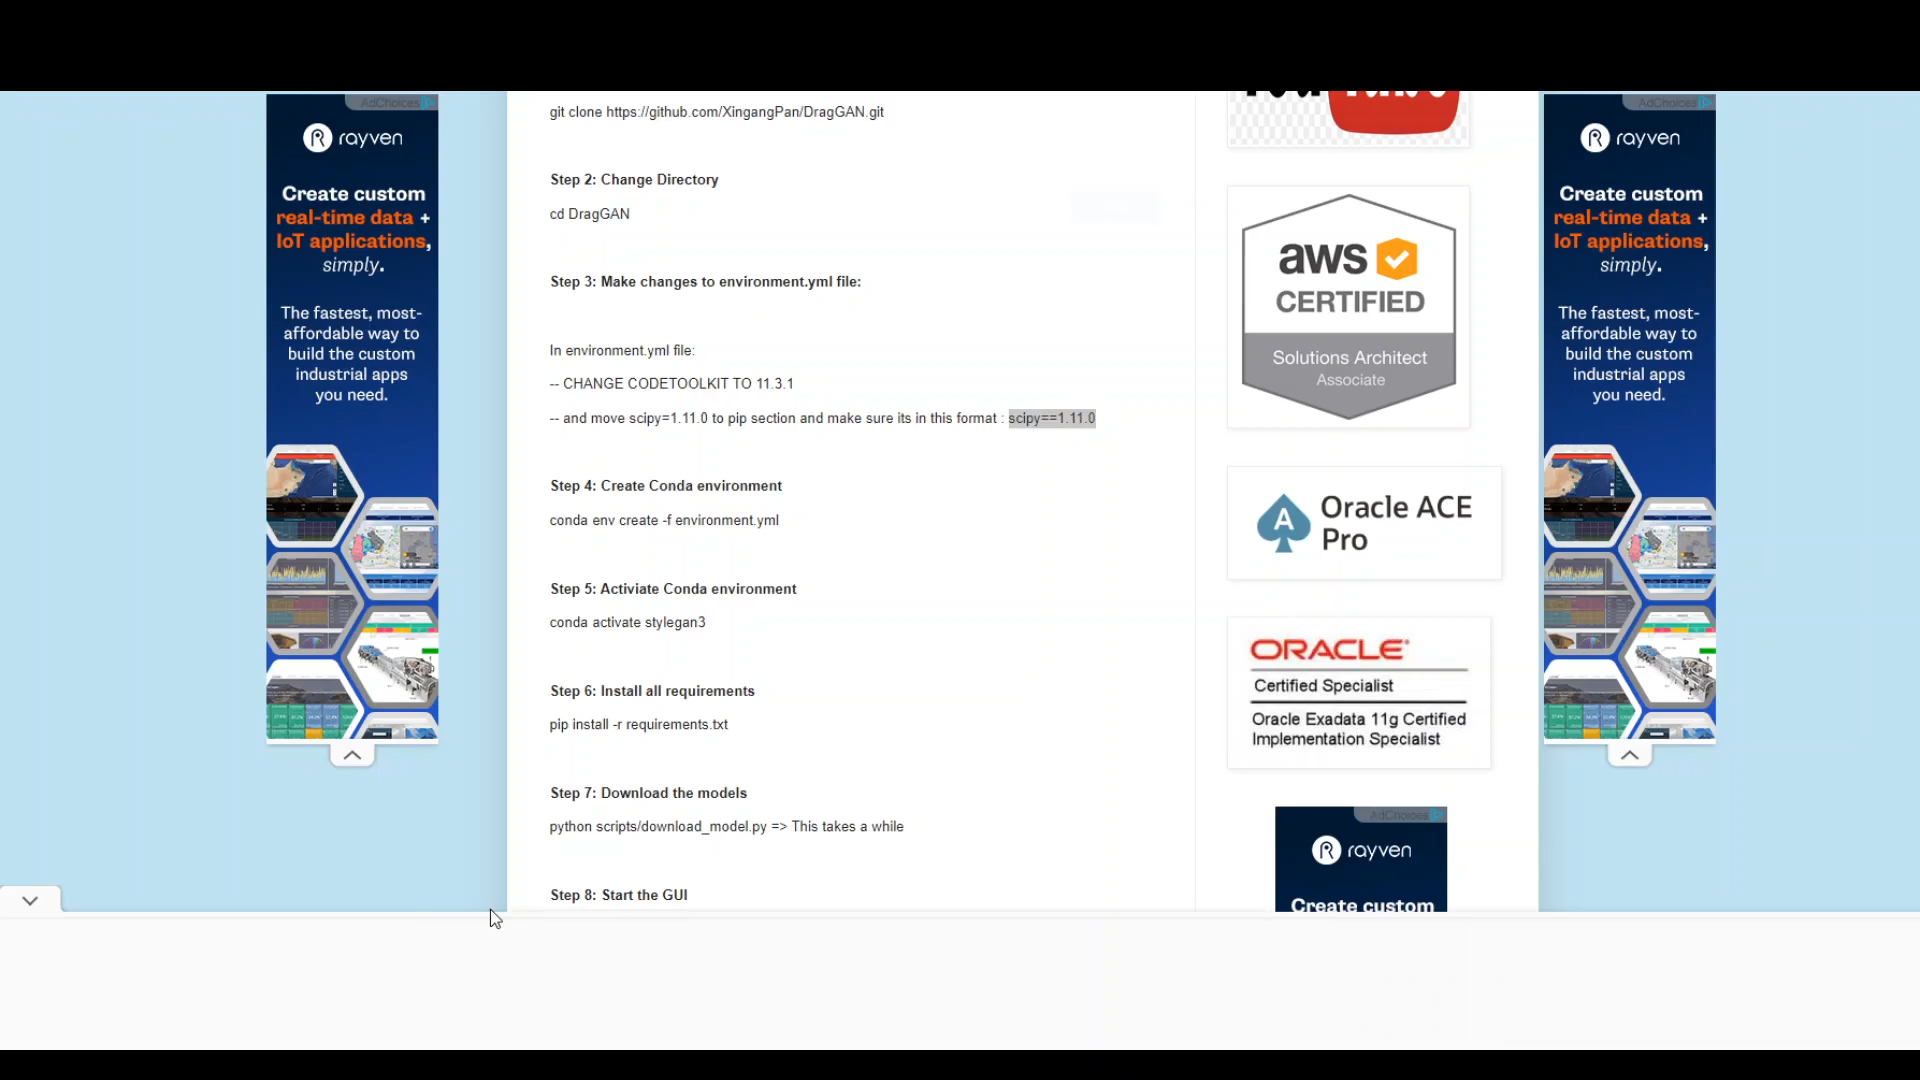 git clone https://github.com/XingangPan/DragGAN.git
Step 2: Change Directory
cd DragGAN
Step 3: Make changes to environment.yml file:
In environment.yml file:
-- CHANGE CODETOOLKIT TO 11.3.1
-- and move scipy=1.11.0 to pip section and make sure its in this format : scipy==1.11.0
Step 4: Create Conda environment
conda env create -f environment.yml
Step 5: Activiate Conda environment
conda activate stylegan3
Step 6: Install all requirements
pip install -r requirements.txt
Step 7: Download the models
python scripts/download_model.py => This takes a while
Step 8: Start the GUI
AdChoices
rayven
Create custom
real-time data +
IoT applications,
simply.
The fastest, most-
affordable way to
build the custom
industrial apps
you need.
aws
CERTIFIED
Solutions Architect
Associate
A
Oracle ACE
Pro
ORACLE
Certified Specialist
Oracle Exadata 11g Certified
Implementation Specialist
AdChoices
rayven
Create custom
AdChoices
rayven
Create custom
real-time data +
IoT applications,
simply.
The fastest, most-
affordable way to
build the custom
industrial apps
you need.